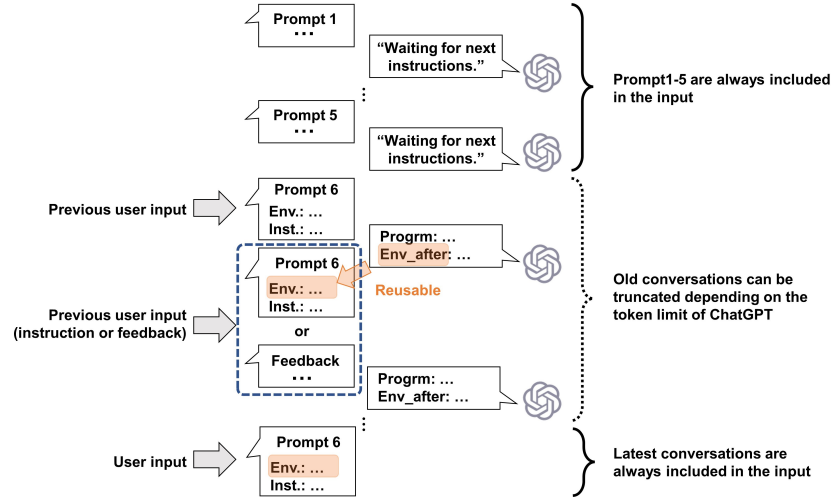 Prompt 1
...
“Waiting for next
instructions.”
Prompt1-5 are always included
in the input
Prompt 5
...
“Waiting for next
instructions.”
Previous user input
Prompt 6
Env.: ...
Inst.: ...
Progrm: ...
Env_after: ...
Prompt 6
Env.: ...
Inst.: ...
Reusable
Old conversations can be
truncated depending on the
token limit of ChatGPT
Previous user input
(instruction or feedback)
or
Feedback
...
Progrm: ...
Env_after: ...
User input
Prompt 6
Env.: ...
Inst.: ...
Latest conversations are
always included in the input